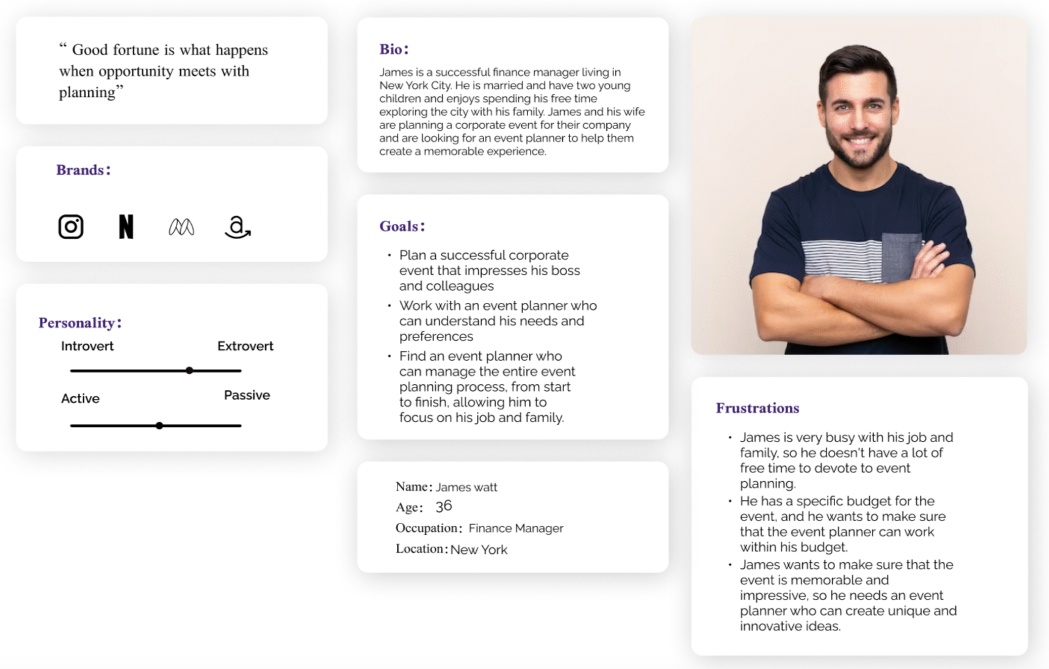 “ Good fortune is what happens
when opportunity meets with
planning”
Brands:
N
a
Personality:
Introvert Extrovert
Active Passive
Bio:
James is a successful finance manager living in
New York City. He is married and have two young
children and enjoys spending his free time
exploring the city with his family. James and his wife
are planning a corporate event for their company
and are looking for an event planner to help them
create a memorable experience.
Goals:
• Plan a successful corporate
event that impresses his boss
and colleagues
• Work with an event planner who
can understand his needs and
preferences
• Find an event planner who
can manage the entire event
planning process, from start
to finish, allowing him to
focus on his job and family.
Name: James watt
Age: 36
Occupation: Finance Manager
Location: New York
Frustrations
• James is very busy with his job and
family, so he doesn't have a lot of
free time to devote to event
planning.
• He has a specific budget for the
event, and he wants to make sure
that the event planner can work
within his budget.
• James wants to make sure that the
event is memorable and
impressive, so he needs an event
planner who can create unique and
innovative ideas.